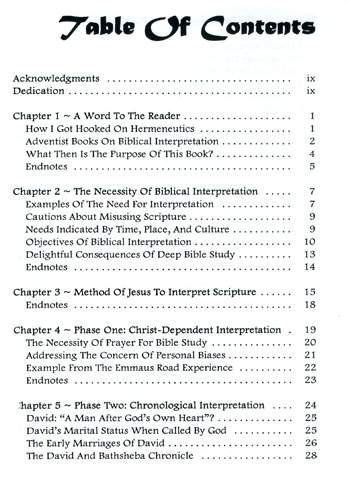 Table Of Contents
Acknowledgments . . . . . . . . . . . . . . . . . . . . . . . . . . . . . . ix
Dedication . . . . . . . . . . . . . . . . . . . . . . . . . . . . . . . . ix
Chapter 1 ~ A Word To The Reader . . . . . . . . . . . . . . . . . 1
How I Got Hooked On Hermeneutics . . . . . . . . . . . . . . . 1
Adventist Books On Biblical Interpretation . . . . . . . . . . . 2
What Then Is The Purpose Of This Book? . . . . . . . . . . . . 4
Endnotes . . . . . . . . . . . . . . . . . . . . . . . . . . . . . . . . 5
Chapter 2 ~ The Necessity Of Biblical Interpretation . . . . . 7
Examples Of The Need For Interpretation . . . . . . . . . . . 7
Cautions About Misusing Scripture . . . . . . . . . . . . . . . . 9
Needs Indicated By Time, Place, And Culture . . . . . . . . . 9
Objectives Of Biblical Interpretation . . . . . . . . . . . . . . 10
Delightful Consequences Of Deep Bible Study . . . . . . . . 13
Endnotes . . . . . . . . . . . . . . . . . . . . . . . . . . . . . . . 14
Chapter 3 ~ Method Of Jesus To Interpret Scripture . . . . . . 15
Endnotes . . . . . . . . . . . . . . . . . . . . . . . . . . . . . . . 18
Chapter 4 ~ Phase One: Christ-Dependent Interpretation . 19
The Necessity Of Prayer For Bible Study . . . . . . . . . . . . 20
Addressing The Concern Of Personal Biases . . . . . . . . . . 21
Example From The Emmaus Road Experience . . . . . . . . 22
Endnotes . . . . . . . . . . . . . . . . . . . . . . . . . . . . . . . 23
hapter 5 ~ Phase Two: Chronological Interpretation . . . . 24
David: “A Man After God's Own Heart”? . . . . . . . . . . . . 25
David's Marital Status When Called By God . . . . . . . . . 25
The Early Marriages Of David . . . . . . . . . . . . . . . . . . 26
The David And Bathsheba Chronicle . . . . . . . . . . . . . . 28